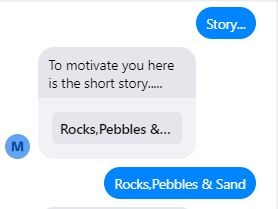 Story...
To motivate you here
is the short story.....
Rocks,Pebbles &...
M
Rocks,Pebbles & Sand